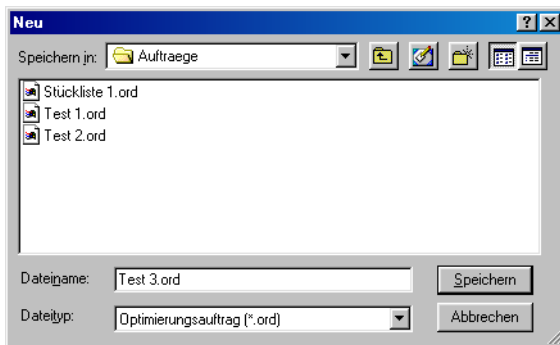 Neu
Speichern in: Auftraege
Stückliste 1.ord
Test 1.ord
Test 2.ord
Dateiname: Test 3.ord Speichern
Dateityp: Optimierungsauftrag (*.ord) Abbrechen